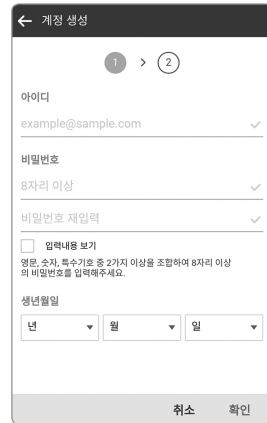 계정 생성
1 > 2
아이디
example@sample.com
비밀번호
8자리 이상
비밀번호 재입력
입력내용 보기
영문, 숫자, 특수기호 중 2가지 이상을 조합하여 8자리 이상
의 비밀번호를 입력해주세요.
생년월일
년 월 일
취소 확인